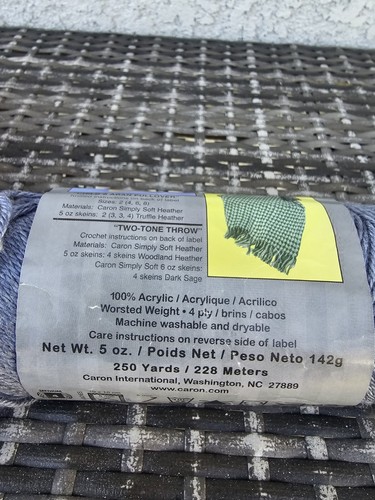 Sizes: 2 (4, 6, 8)
Materials: Caron Simply Soft Heather
5 oz skeins: 2 (3, 3, 4) Truffle Heather
"TWO-TONE THROW"
Crochet instructions on back of label
Materials: Caron Simply Soft Heather
5 oz skeins: 4 skeins Woodland Heather
Caron Simply Soft 6 oz skeins:
4 skeins Dark Sage
100% Acrylic / Acrylique / Acrilico
Worsted Weight • 4 ply / brins / cabos
Machine washable and dryable
Care instructions on reverse side of label
Net Wt. 5 oz. / Poids Net / Peso Neto 142g
250 Yards / 228 Meters
Caron International, Washington, NC 27889
www.caron.com